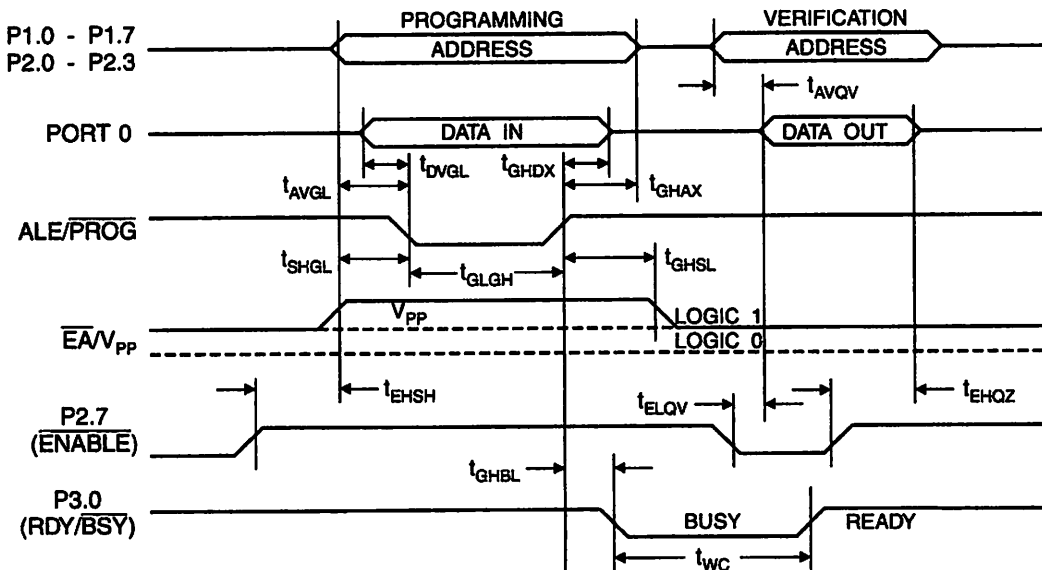 PROGRAMMING
VERIFICATION
P1.0 - P1.7
P2.0 - P2.3
ADDRESS
ADDRESS
tAVQV
PORT 0
DATA IN
DATA OUT
tDVGL
tGHDX
tAVGL
tGHAX
ALE/PROG
tSHGL
tGLGH
tGHSL
VPP
LOGIC 1
EA/VPP
LOGIC 0
tEHSH
tELQV
tEHQZ
P2.7
(ENABLE)
tGHBL
P3.0
(RDY/BSY)
BUSY
READY
tWC